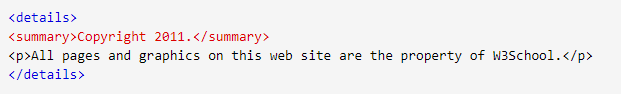 <details>
<summary>Copyright 2011.</summary>
<p>All pages and graphics on this web site are the property of W3School.</p>
</details>